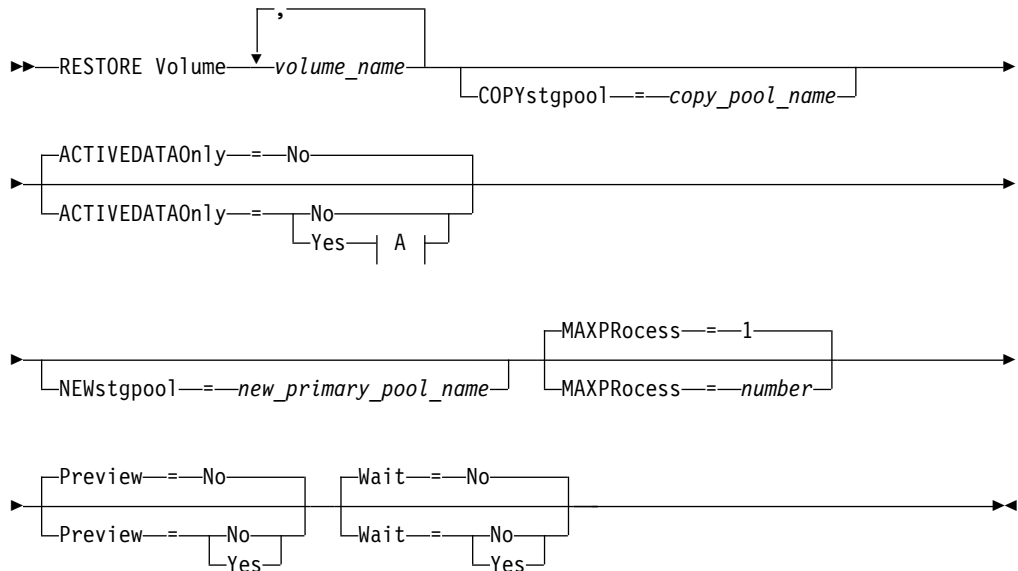 ,
RESTORE Volume volume_name
COPYstgpool = copy_pool_name
ACTIVEDATAOnly = No
ACTIVEDATAOnly = No
Yes A
NEWstgpool = new_primary_pool_name
MAXPRocess = 1
MAXPRocess = number
Preview = No
Preview = No
Yes
Wait = No
Wait = No
Yes